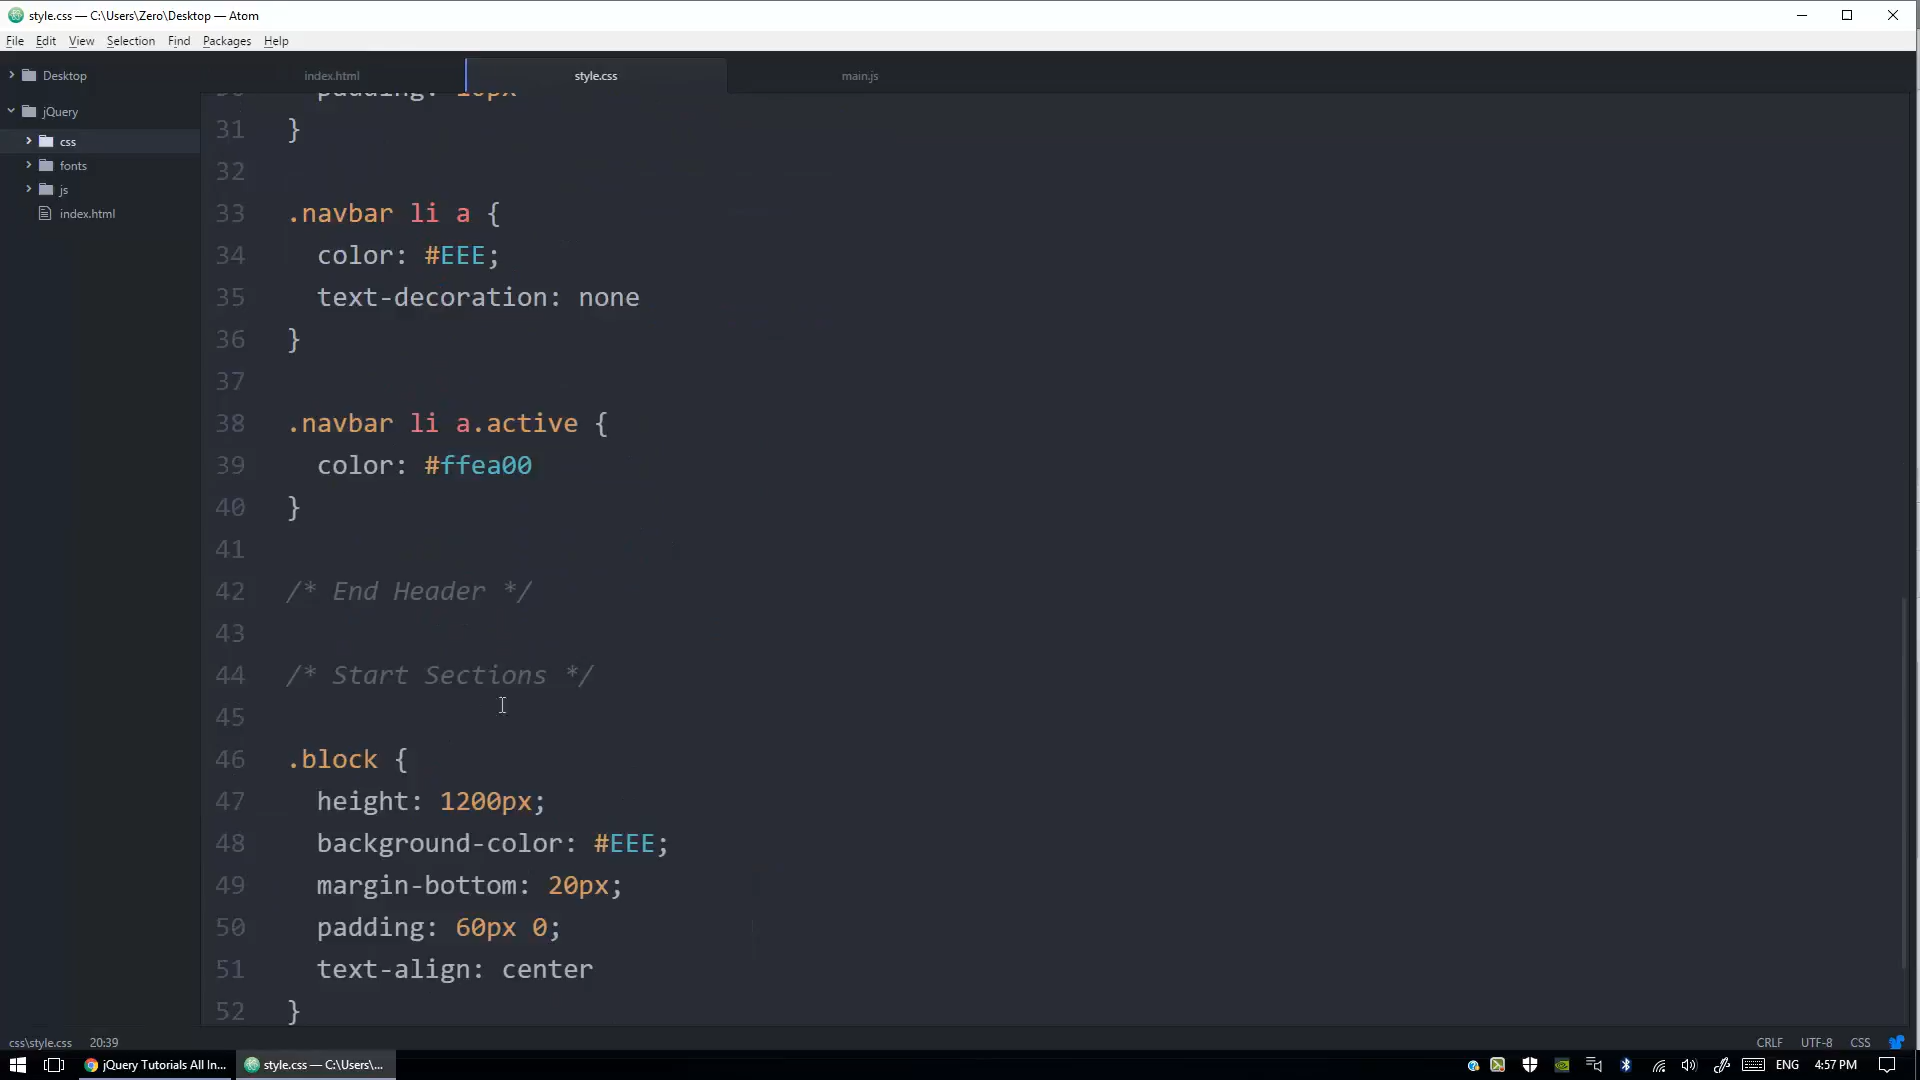 style.css — C:\Users\Zero\Desktop — Atom
File Edit View Selection Find Packages Help
Desktop
jQuery
css
fonts
js
index.html
index.html style.css main.js
padding: 10px
31 }
32
33 .navbar li a {
34 color: #EEE;
35 text-decoration: none
36 }
37
38 .navbar li a.active {
39 color: #ffea00
40 }
41
42 /* End Header */
43
44 /* Start Sections */
45
46 .block {
47 height: 1200px;
48 background-color: #EEE;
49 margin-bottom: 20px;
50 padding: 60px 0;
51 text-align: center
52 }
css\style.css 20:39 CRLF UTF-8 CSS
jQuery Tutorials All In... style.css — C:\Users\... ENG 4:57 PM